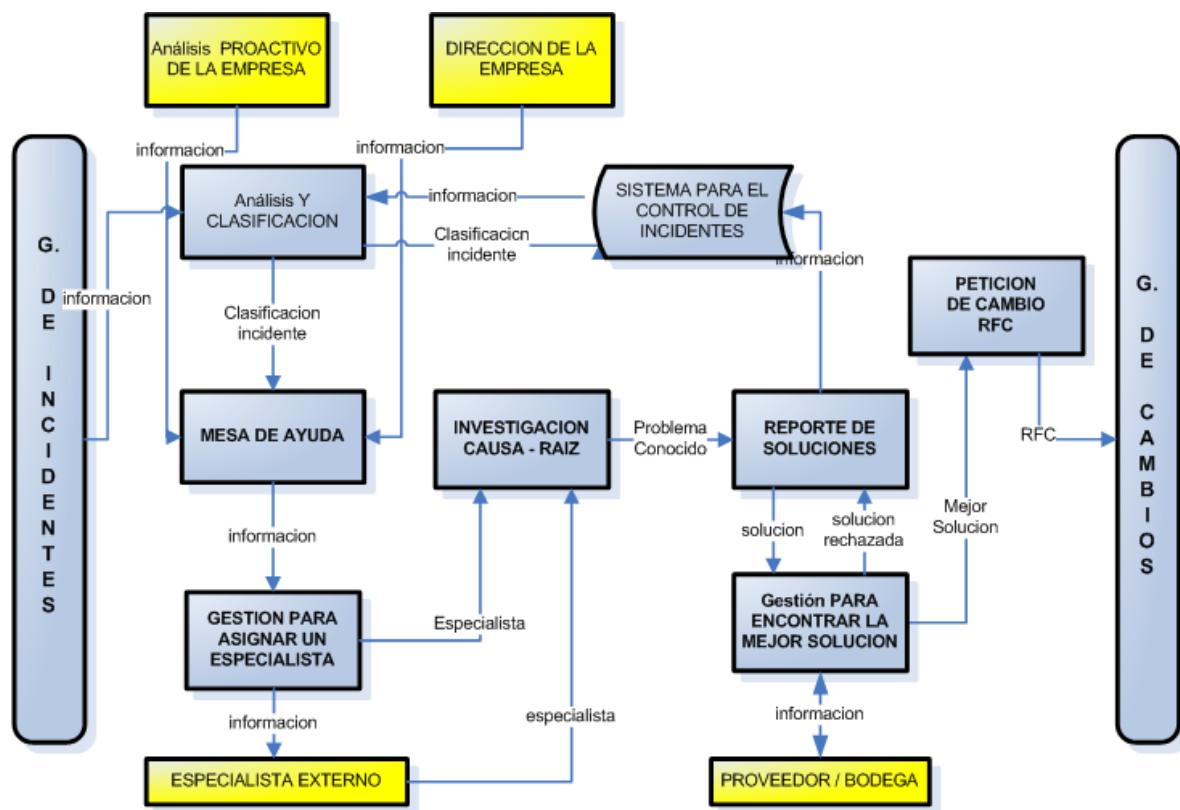 Análisis PROACTIVO
DE LA EMPRESA
DIRECCION DE LA
EMPRESA
informacion
informacion
Análisis Y
CLASIFICACION
informacion
SISTEMA PARA EL
CONTROL DE
INCIDENTES
Clasificacicn
incidente
informacion
G.
DE
INCIDENTES
informacion
Clasificacion
incidente
PETICION
DE CAMBIO
RFC
G.
DE
CAMBIOS
MESA DE AYUDA
INVESTIGACION
CAUSA - RAIZ
Problema
Conocido
REPORTE DE
SOLUCIONES
RFC
informacion
solucion
solucion
rechazada
Mejor
Solucion
GESTION PARA
ASIGNAR UN
ESPECIALISTA
Especialista
Gestión PARA
ENCONTRAR LA
MEJOR SOLUCION
informacion
especialista
informacion
ESPECIALISTA EXTERNO
PROVEEDOR / BODEGA